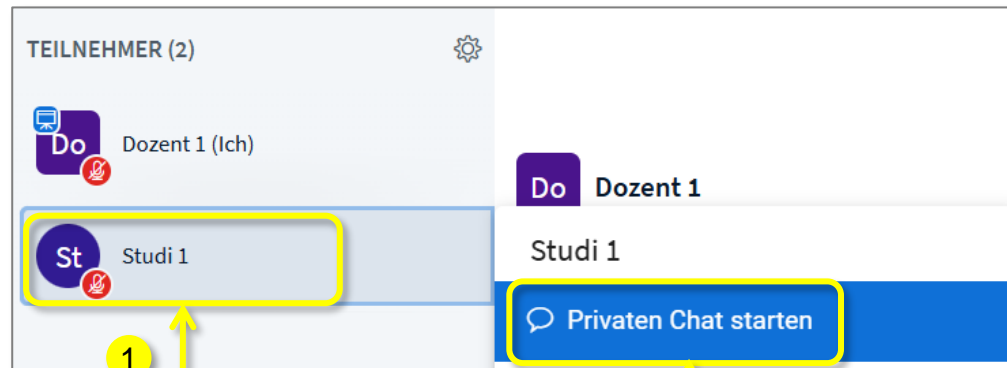 TEILNEHMER (2)
Do
Dozent 1 (Ich)
St
Studi 1
1
Do
Dozent 1
Studi 1
Privaten Chat starten